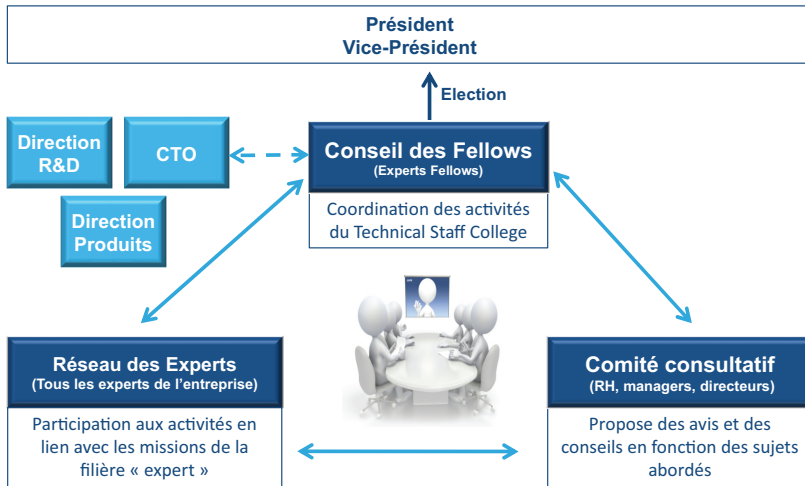 Président
Vice-Président
Election
Direction
R&D
CTO
Direction
Produits
Conseil des Fellows
(Experts Fellows)
Coordination des activités
du Technical Staff College
Réseau des Experts
(Tous les experts de l'entreprise)
Participation aux activités en
lien avec les missions de la
filière « expert »
Comité consultatif
(RH, managers, directeurs)
Propose des avis et des
conseils en fonction des sujets
abordés